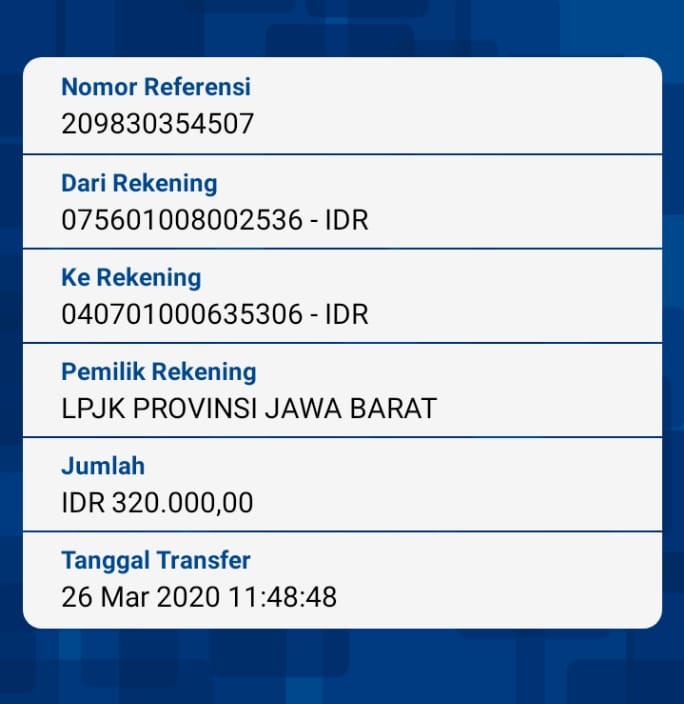 Nomor Referensi
209830354507
Dari Rekening
075601008002536 - IDR
Ke Rekening
040701000635306 - IDR
Pemilik Rekening
LPJK PROVINSI JAWA BARAT
Jumlah
IDR 320.000,00
Tanggal Transfer
26 Mar 2020 11:48:48